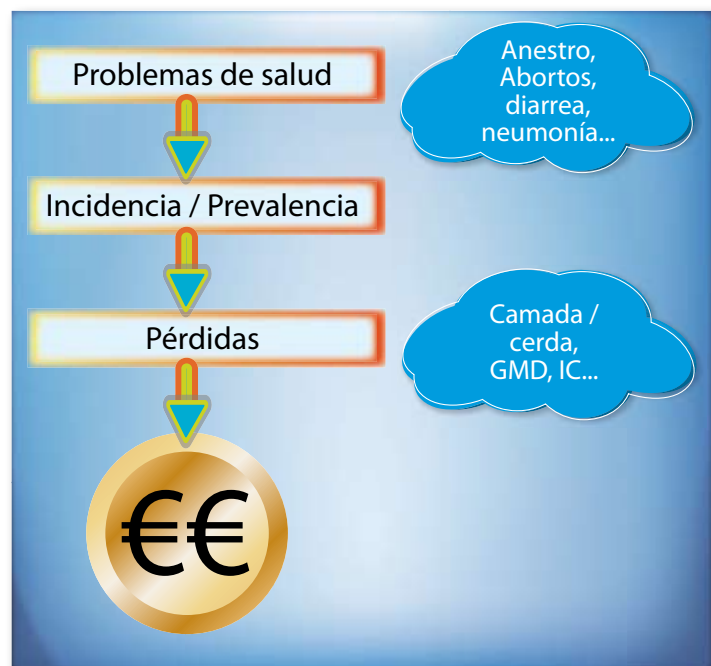 Problemas de salud
Anestro,
Abortos,
diarrea,
neumonía...
Incidencia / Prevalencia
Pérdidas
Camada /
cerda,
GMD, IC...
€€